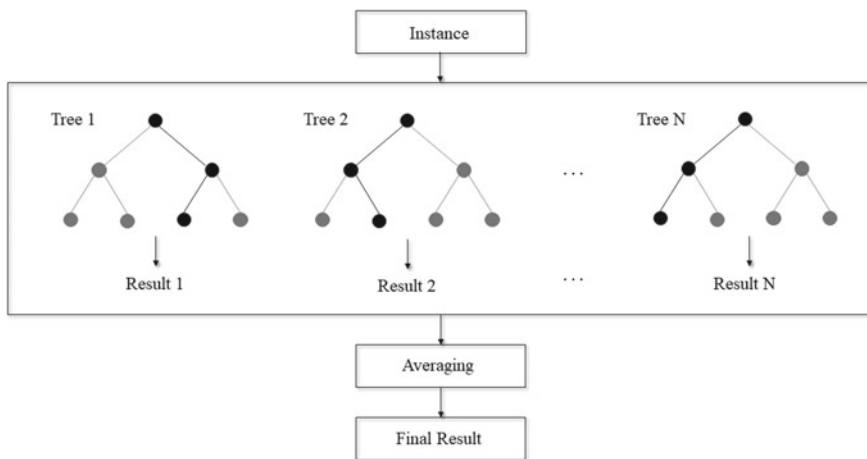 Instance
Tree 1
Tree 2
Tree N
...
Result 1
Result 2
...
Result N
Averaging
Final Result